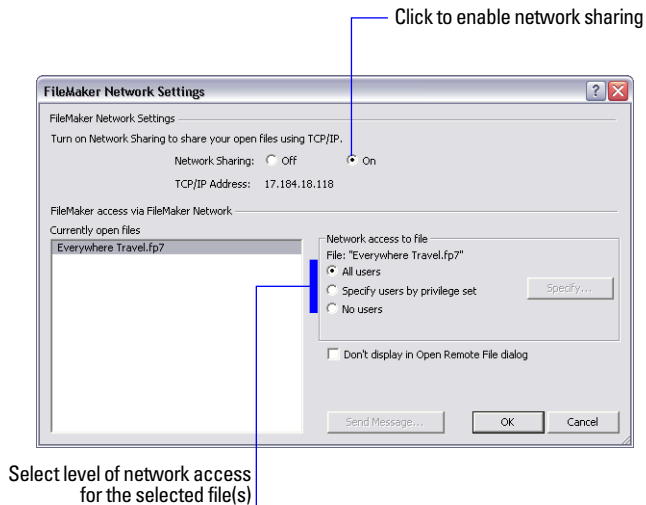 Click to enable network sharing
FileMaker Network Settings
FileMaker Network Settings
Turn on Network Sharing to share your open files using TCP/IP.
Network Sharing: Off On
TCP/IP Address: 17.184.18.118
FileMaker access via FileMaker Network
Currently open files
Everywhere Travel.fp7
Network access to file
File: "Everywhere Travel.fp7"
All users
Specify users by privilege set
Specify...
No users
Don't display in Open Remote File dialog
Send Message...
OK
Cancel
Select level of network access
for the selected file(s)